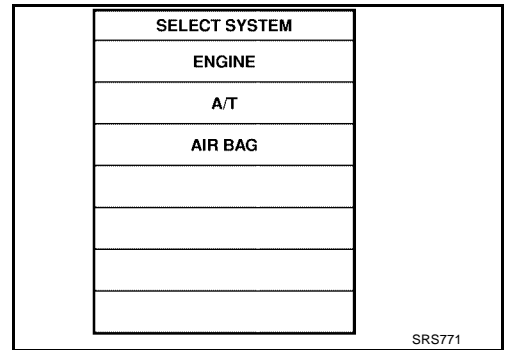 SELECT SYSTEM
ENGINE
A/T
AIR BAG
SRS771